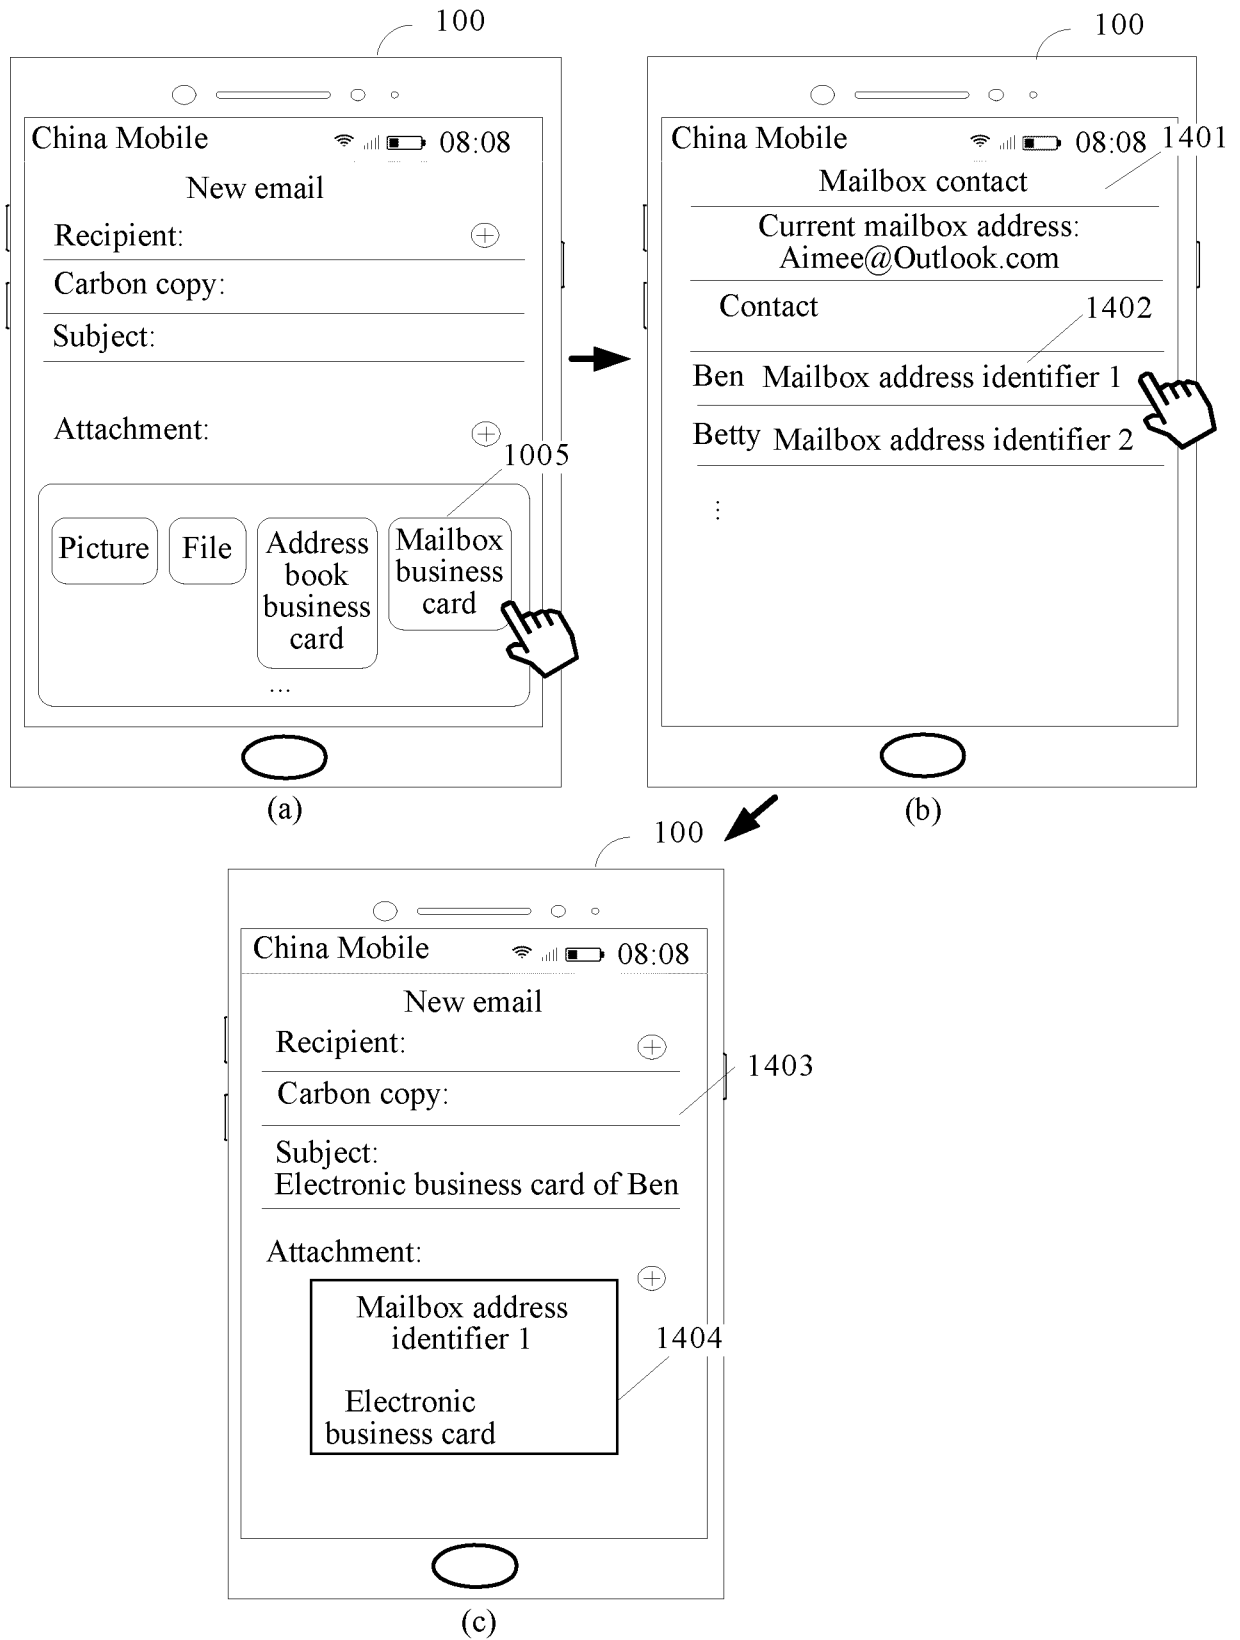 100
China Mobile 08:08
New email
Recipient:
Carbon copy:
Subject:
Attachment:
1005
Picture
File
Address
book
business
card
Mailbox
business
card
...
(a)
100
China Mobile 08:08
1401
Mailbox contact
Current mailbox address:
Aimee@Outlook.com
Contact
1402
Ben Mailbox address identifier 1
Betty Mailbox address identifier 2
⋮
(b)
100
China Mobile 08:08
New email
Recipient:
1403
Carbon copy:
Subject:
Electronic business card of Ben
Attachment:
Mailbox address
identifier 1
1404
Electronic
business card
(c)